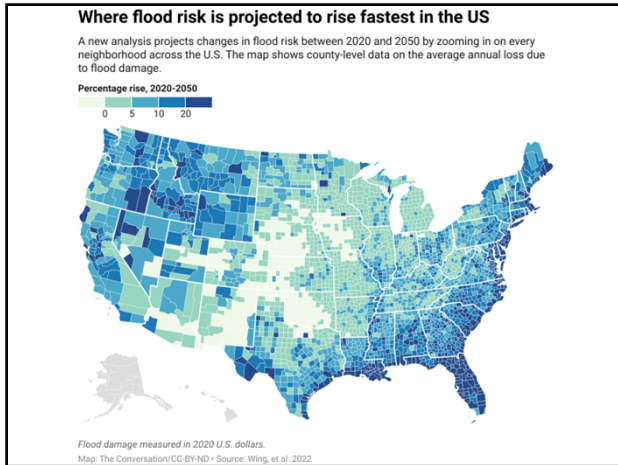 Where flood risk is projected to rise fastest in the US
A new analysis projects changes in flood risk between 2020 and 2050 by zooming in on every
neighborhood across the U.S. The map shows county-level data on the average annual loss due
to flood damage.
Percentage rise, 2020-2050
0 5 10 20
Flood damage measured in 2020 U.S. dollars.
Map: The Conversation/CC-BY-ND • Source: Wing, et al. 2022